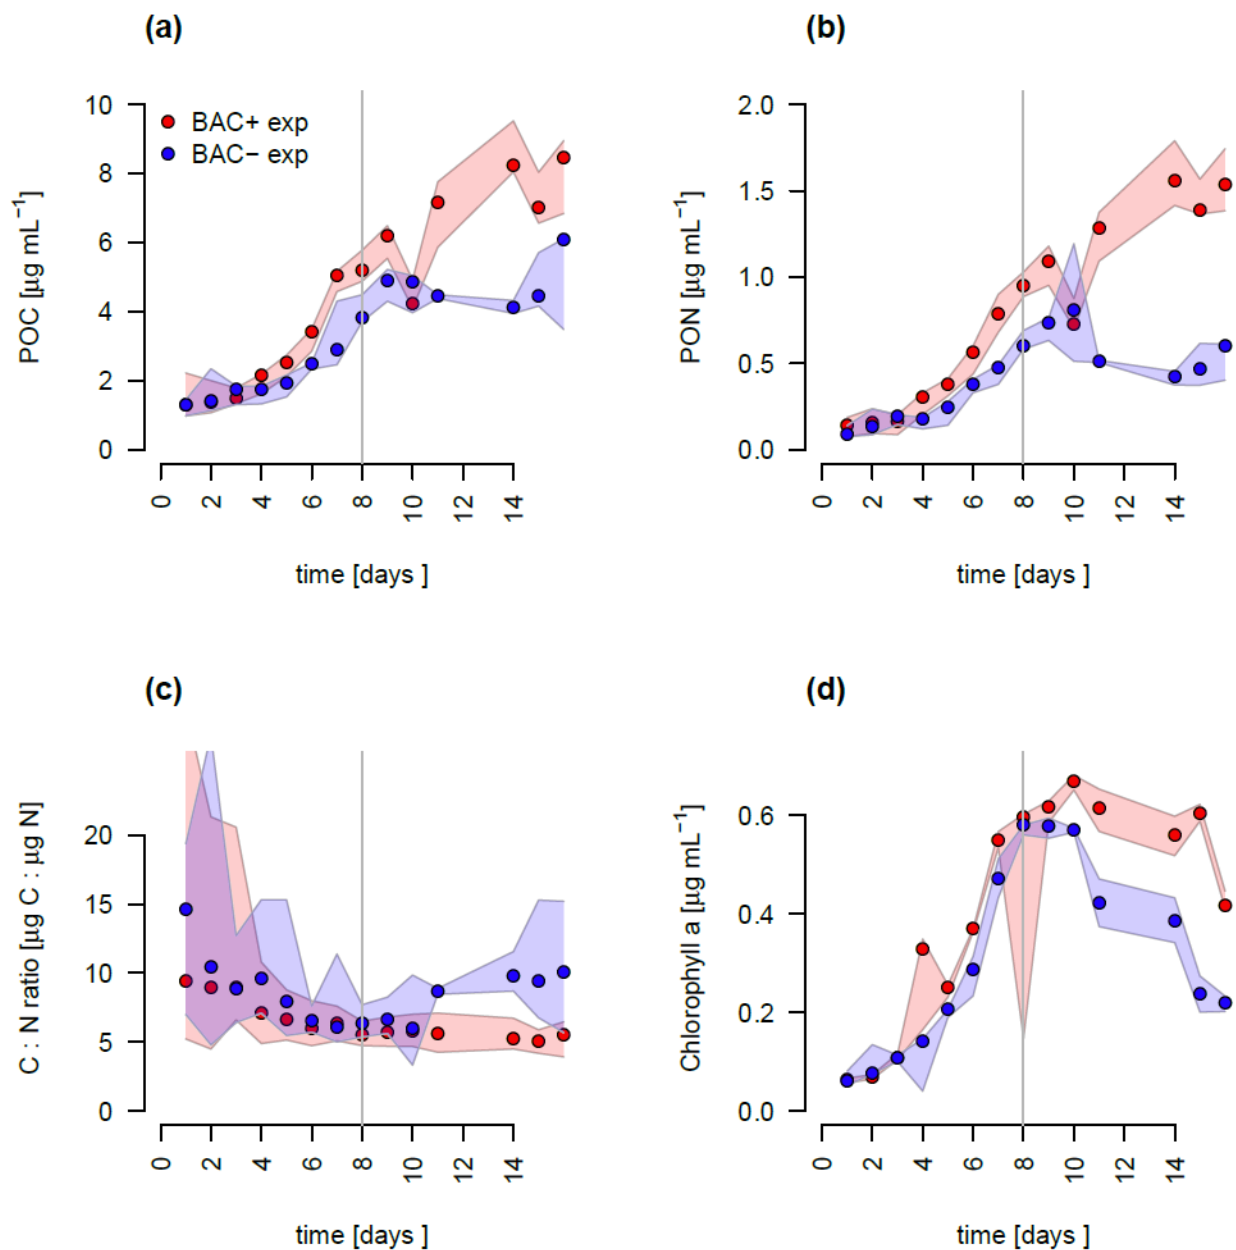 (a)
POC [µg mL⁻¹]
10
8
6
4
2
0
BAC+ exp
BAC− exp
0 2 4 6 8 10 12 14
time [days ]
(b)
PON [µg mL⁻¹]
2.0
1.5
1.0
0.5
0.0
0 2 4 6 8 10 12 14
time [days ]
(c)
C : N ratio [µg C : µg N]
20
15
10
5
0
0 2 4 6 8 10 12 14
time [days ]
(d)
Chlorophyll a [µg mL⁻¹]
0.6
0.4
0.2
0.0
0 2 4 6 8 10 12 14
time [days ]